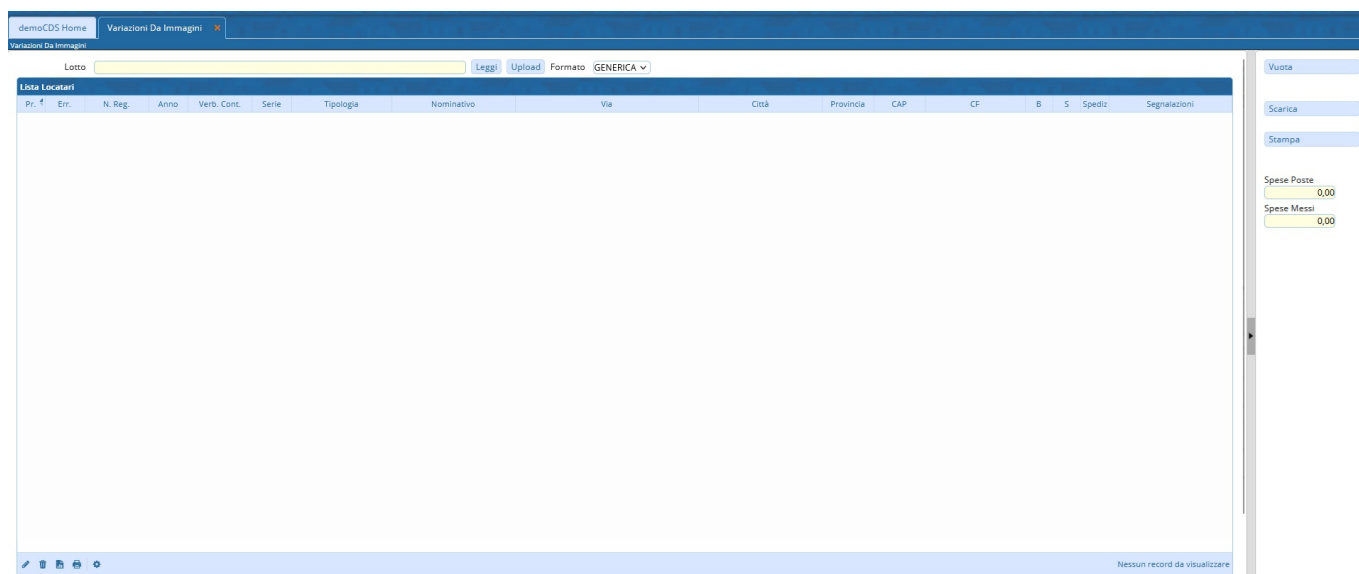 demoCDS Home Variazioni Da Immagini
Variazioni Da Immagini
Lotto Leggi Upload Formato GENERICA
Vuota
Lista Locatari
Pr. Err. N. Reg. Anno Verb. Cont. Serie Tipologia Nominativo Via Città Provincia CAP CF B S Spediz Segnalazioni
Scarica
Stampa
Spese Poste
0,00
Spese Messi
0,00
Nessun record da visualizzare